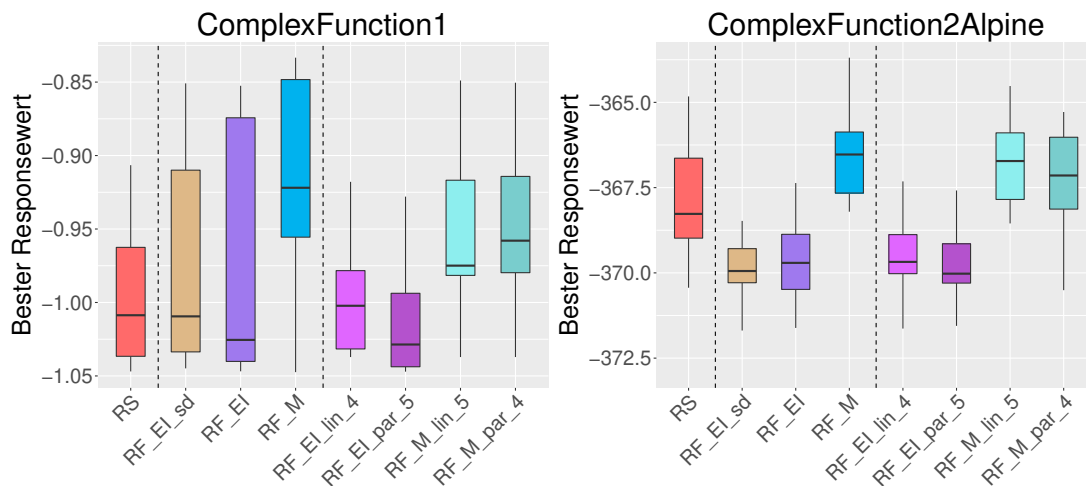 ComplexFunction1
Bester Responsewert
−0.85
−0.90
−0.95
−1.00
−1.05
RS
RF_EI_sd
RF_EI
RF_M
RF_EI_lin_4
RF_EI_par_5
RF_M_lin_5
RF_M_par_4
ComplexFunction2Alpine
Bester Responsewert
−365.0
−367.5
−370.0
−372.5
RS
RF_EI_sd
RF_EI
RF_M
RF_EI_lin_4
RF_EI_par_5
RF_M_lin_5
RF_M_par_4